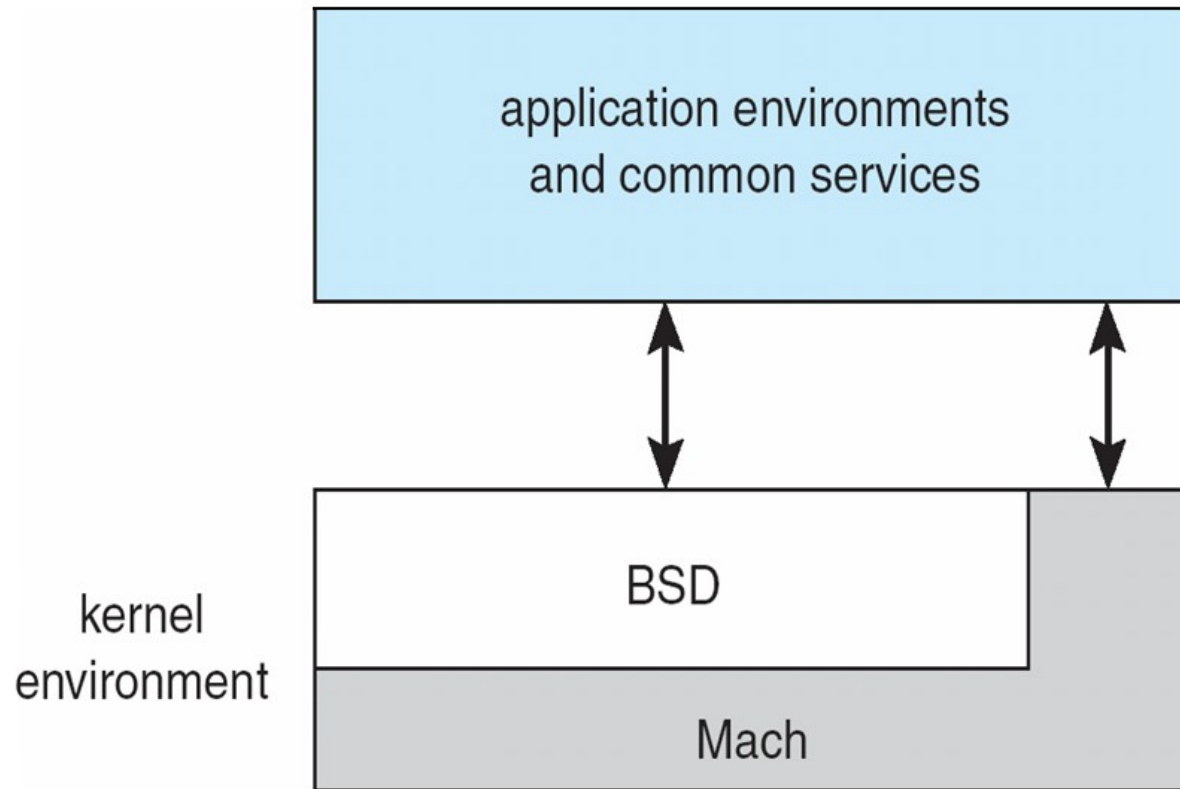 application environments
and common services
BSD
kernel
environment
Mach